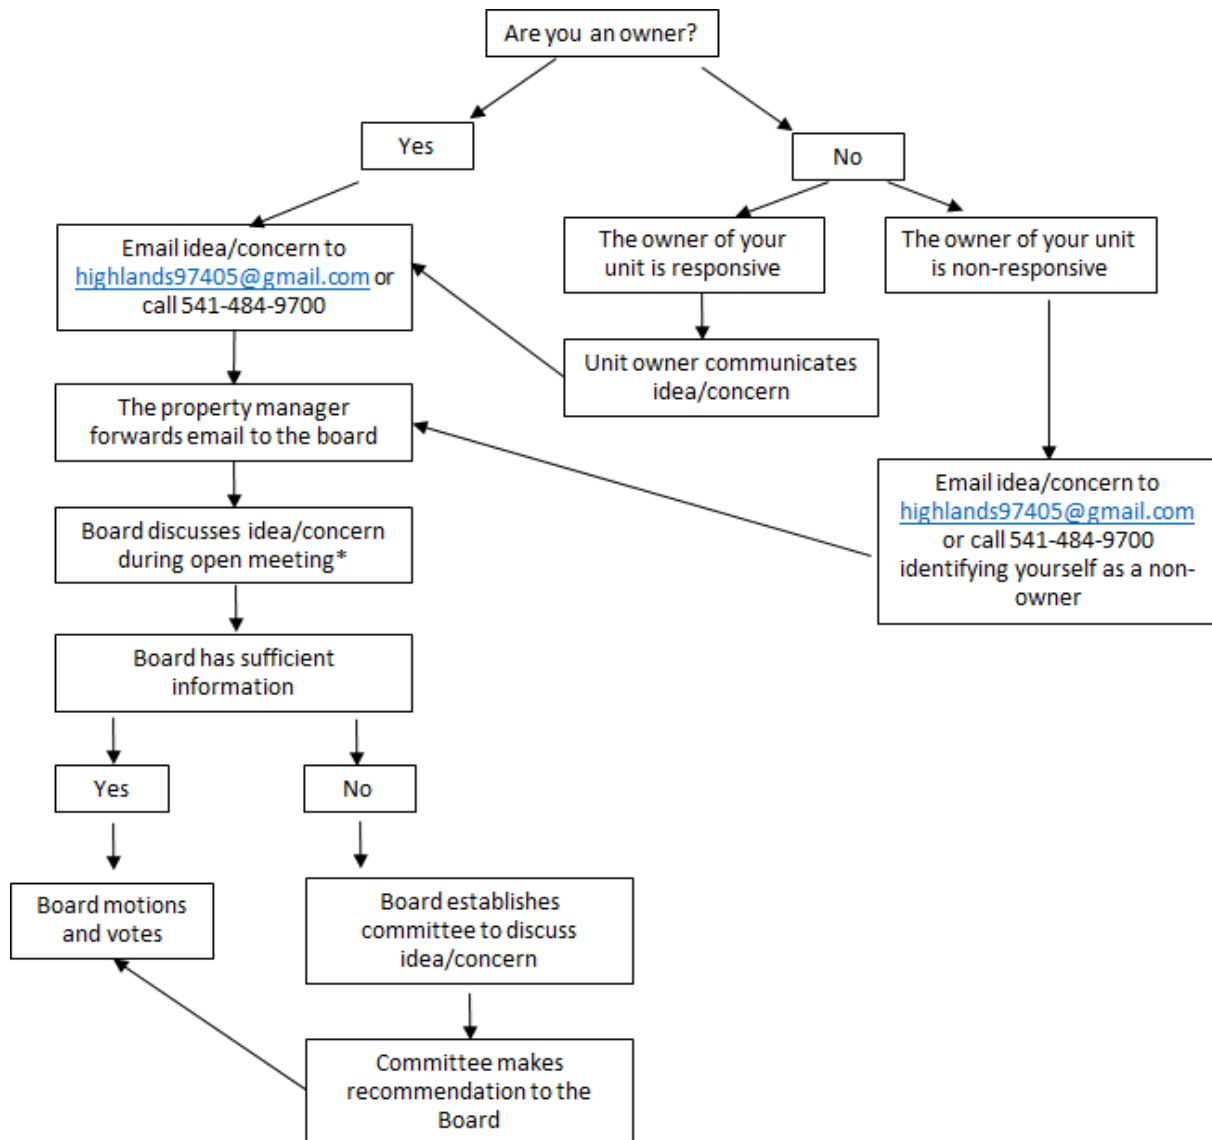 Are you an owner?
Yes
No
Email idea/concern to
highlands97405@gmail.com or
call 541-484-9700
The owner of your
unit is responsive
The owner of your unit
is non-responsive
Unit owner communicates
idea/concern
The property manager
forwards email to the board
Email idea/concern to
highlands97405@gmail.com
or call 541-484-9700
identifying yourself as a non-
owner
Board discusses idea/concern
during open meeting*
Board has sufficient
information
Yes
No
Board motions
and votes
Board establishes
committee to discuss
idea/concern
Committee makes
recommendation to the
Board